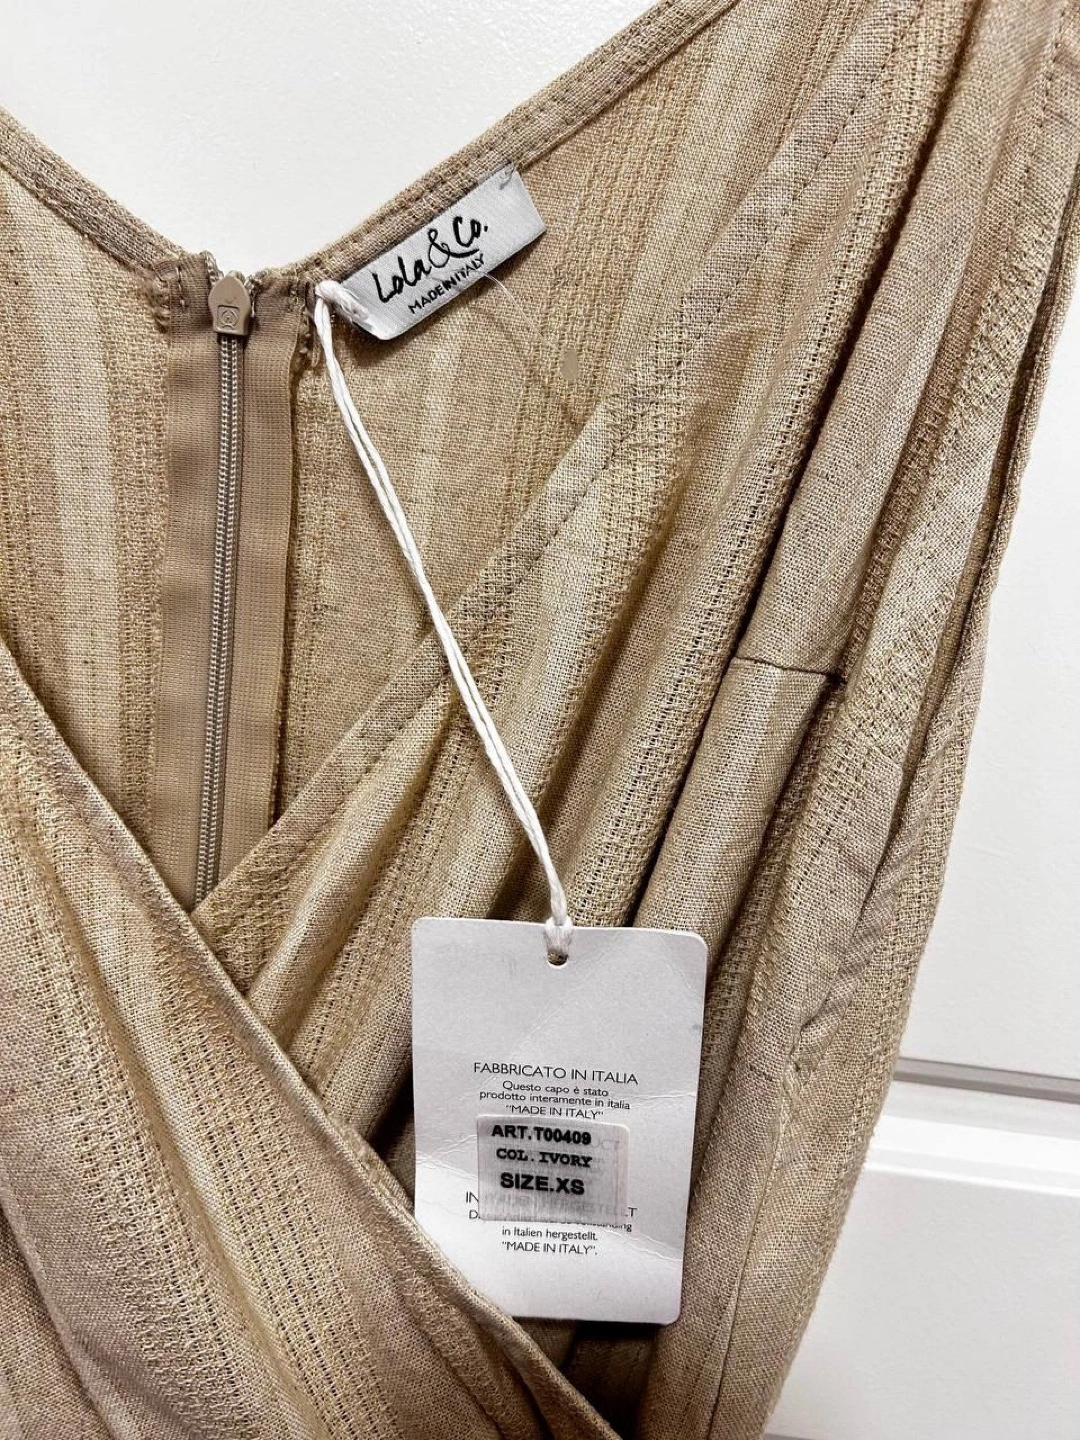 Lola & Co.
MADE IN ITALY
FABBRICATO IN ITALIA
Questo capo è stato
prodotto interamente in italia
"MADE IN ITALY"
ART.T00409
COL.IVORY
SIZE.XS
in Italien hergestellt.
"MADE IN ITALY".